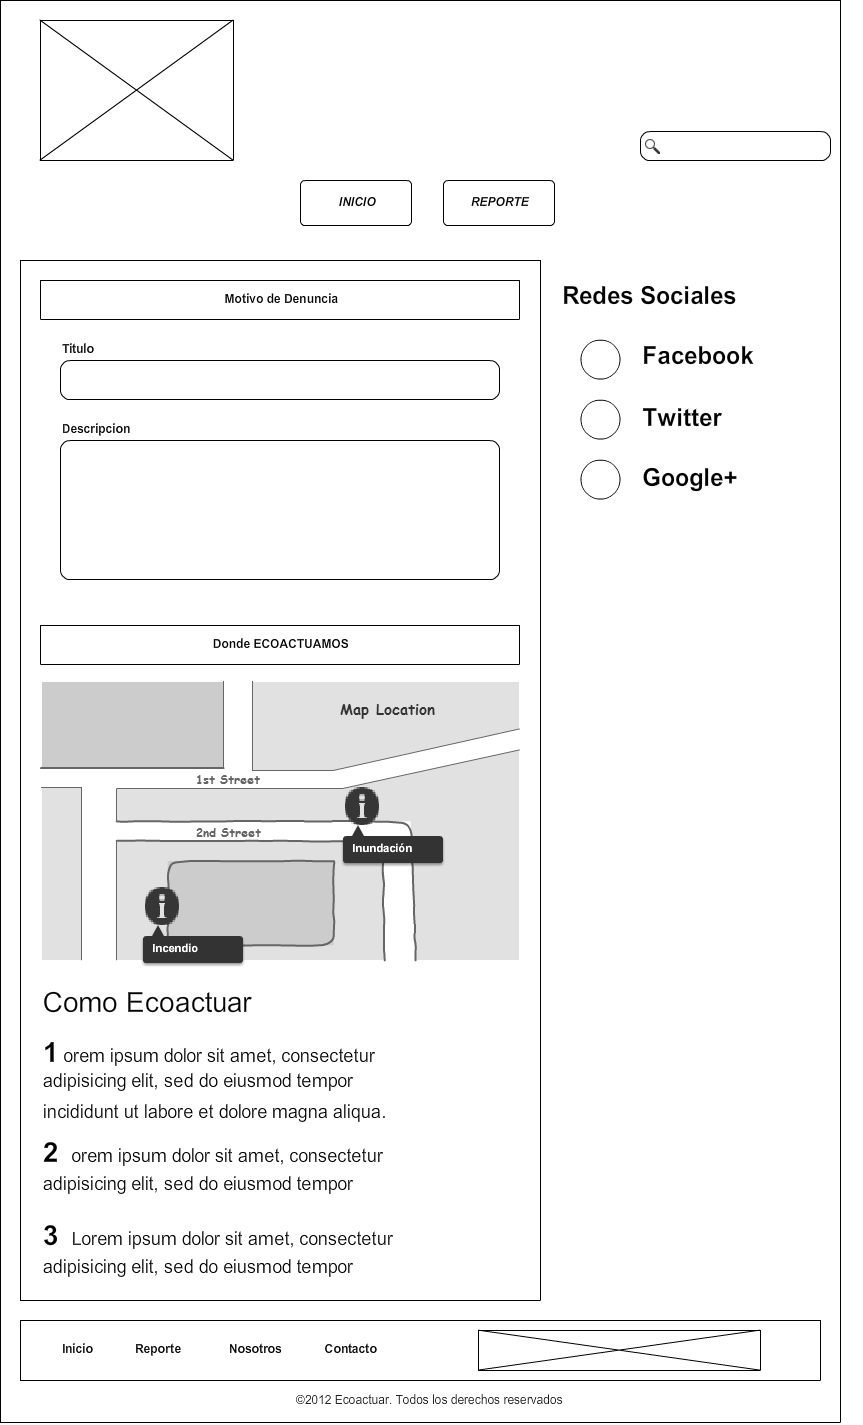 INICIO
REPORTE
Motivo de Denuncia
Titulo
Descripcion
Redes Sociales
Facebook
Twitter
Google+
Donde ECOACTUAMOS
Map Location
1st Street
2nd Street
Inundación
Incendio
Como Ecoactuar
1 orem ipsum dolor sit amet, consectetur
adipisicing elit, sed do eiusmod tempor
incididunt ut labore et dolore magna aliqua.
2 orem ipsum dolor sit amet, consectetur
adipisicing elit, sed do eiusmod tempor
3 Lorem ipsum dolor sit amet, consectetur
adipisicing elit, sed do eiusmod tempor
Inicio Reporte Nosotros Contacto
©2012 Ecoactuar. Todos los derechos reservados